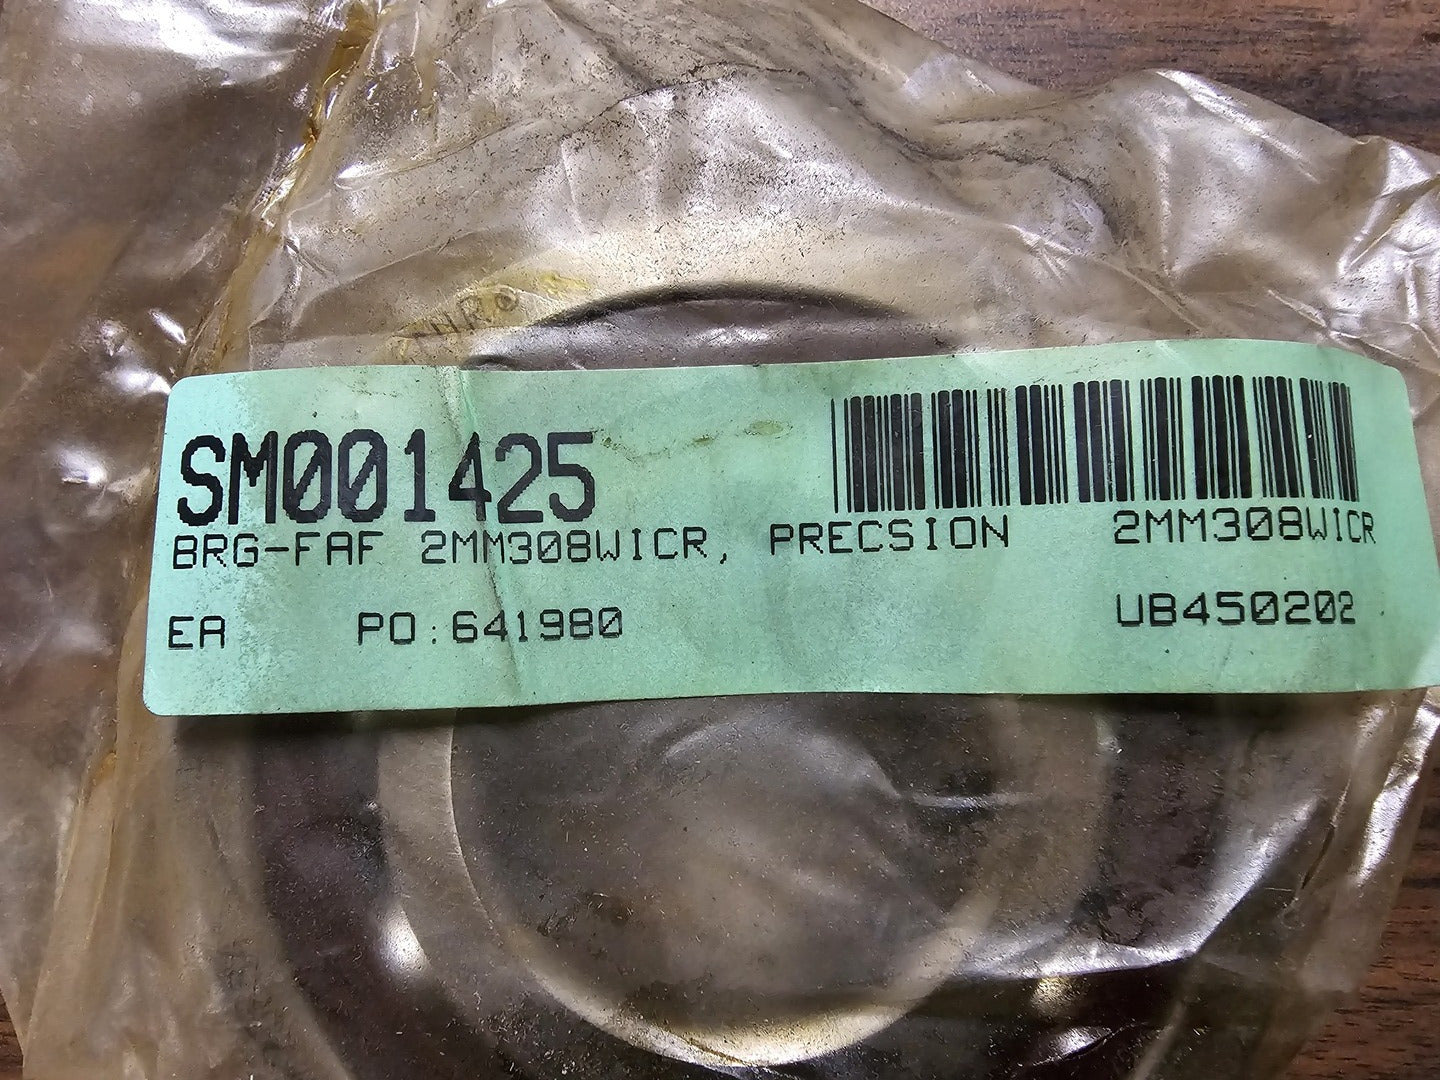 SM001425
BRG-FAF 2MM308WICR, PRECSION 2MM308WICR
EA PO:641980 UB450202